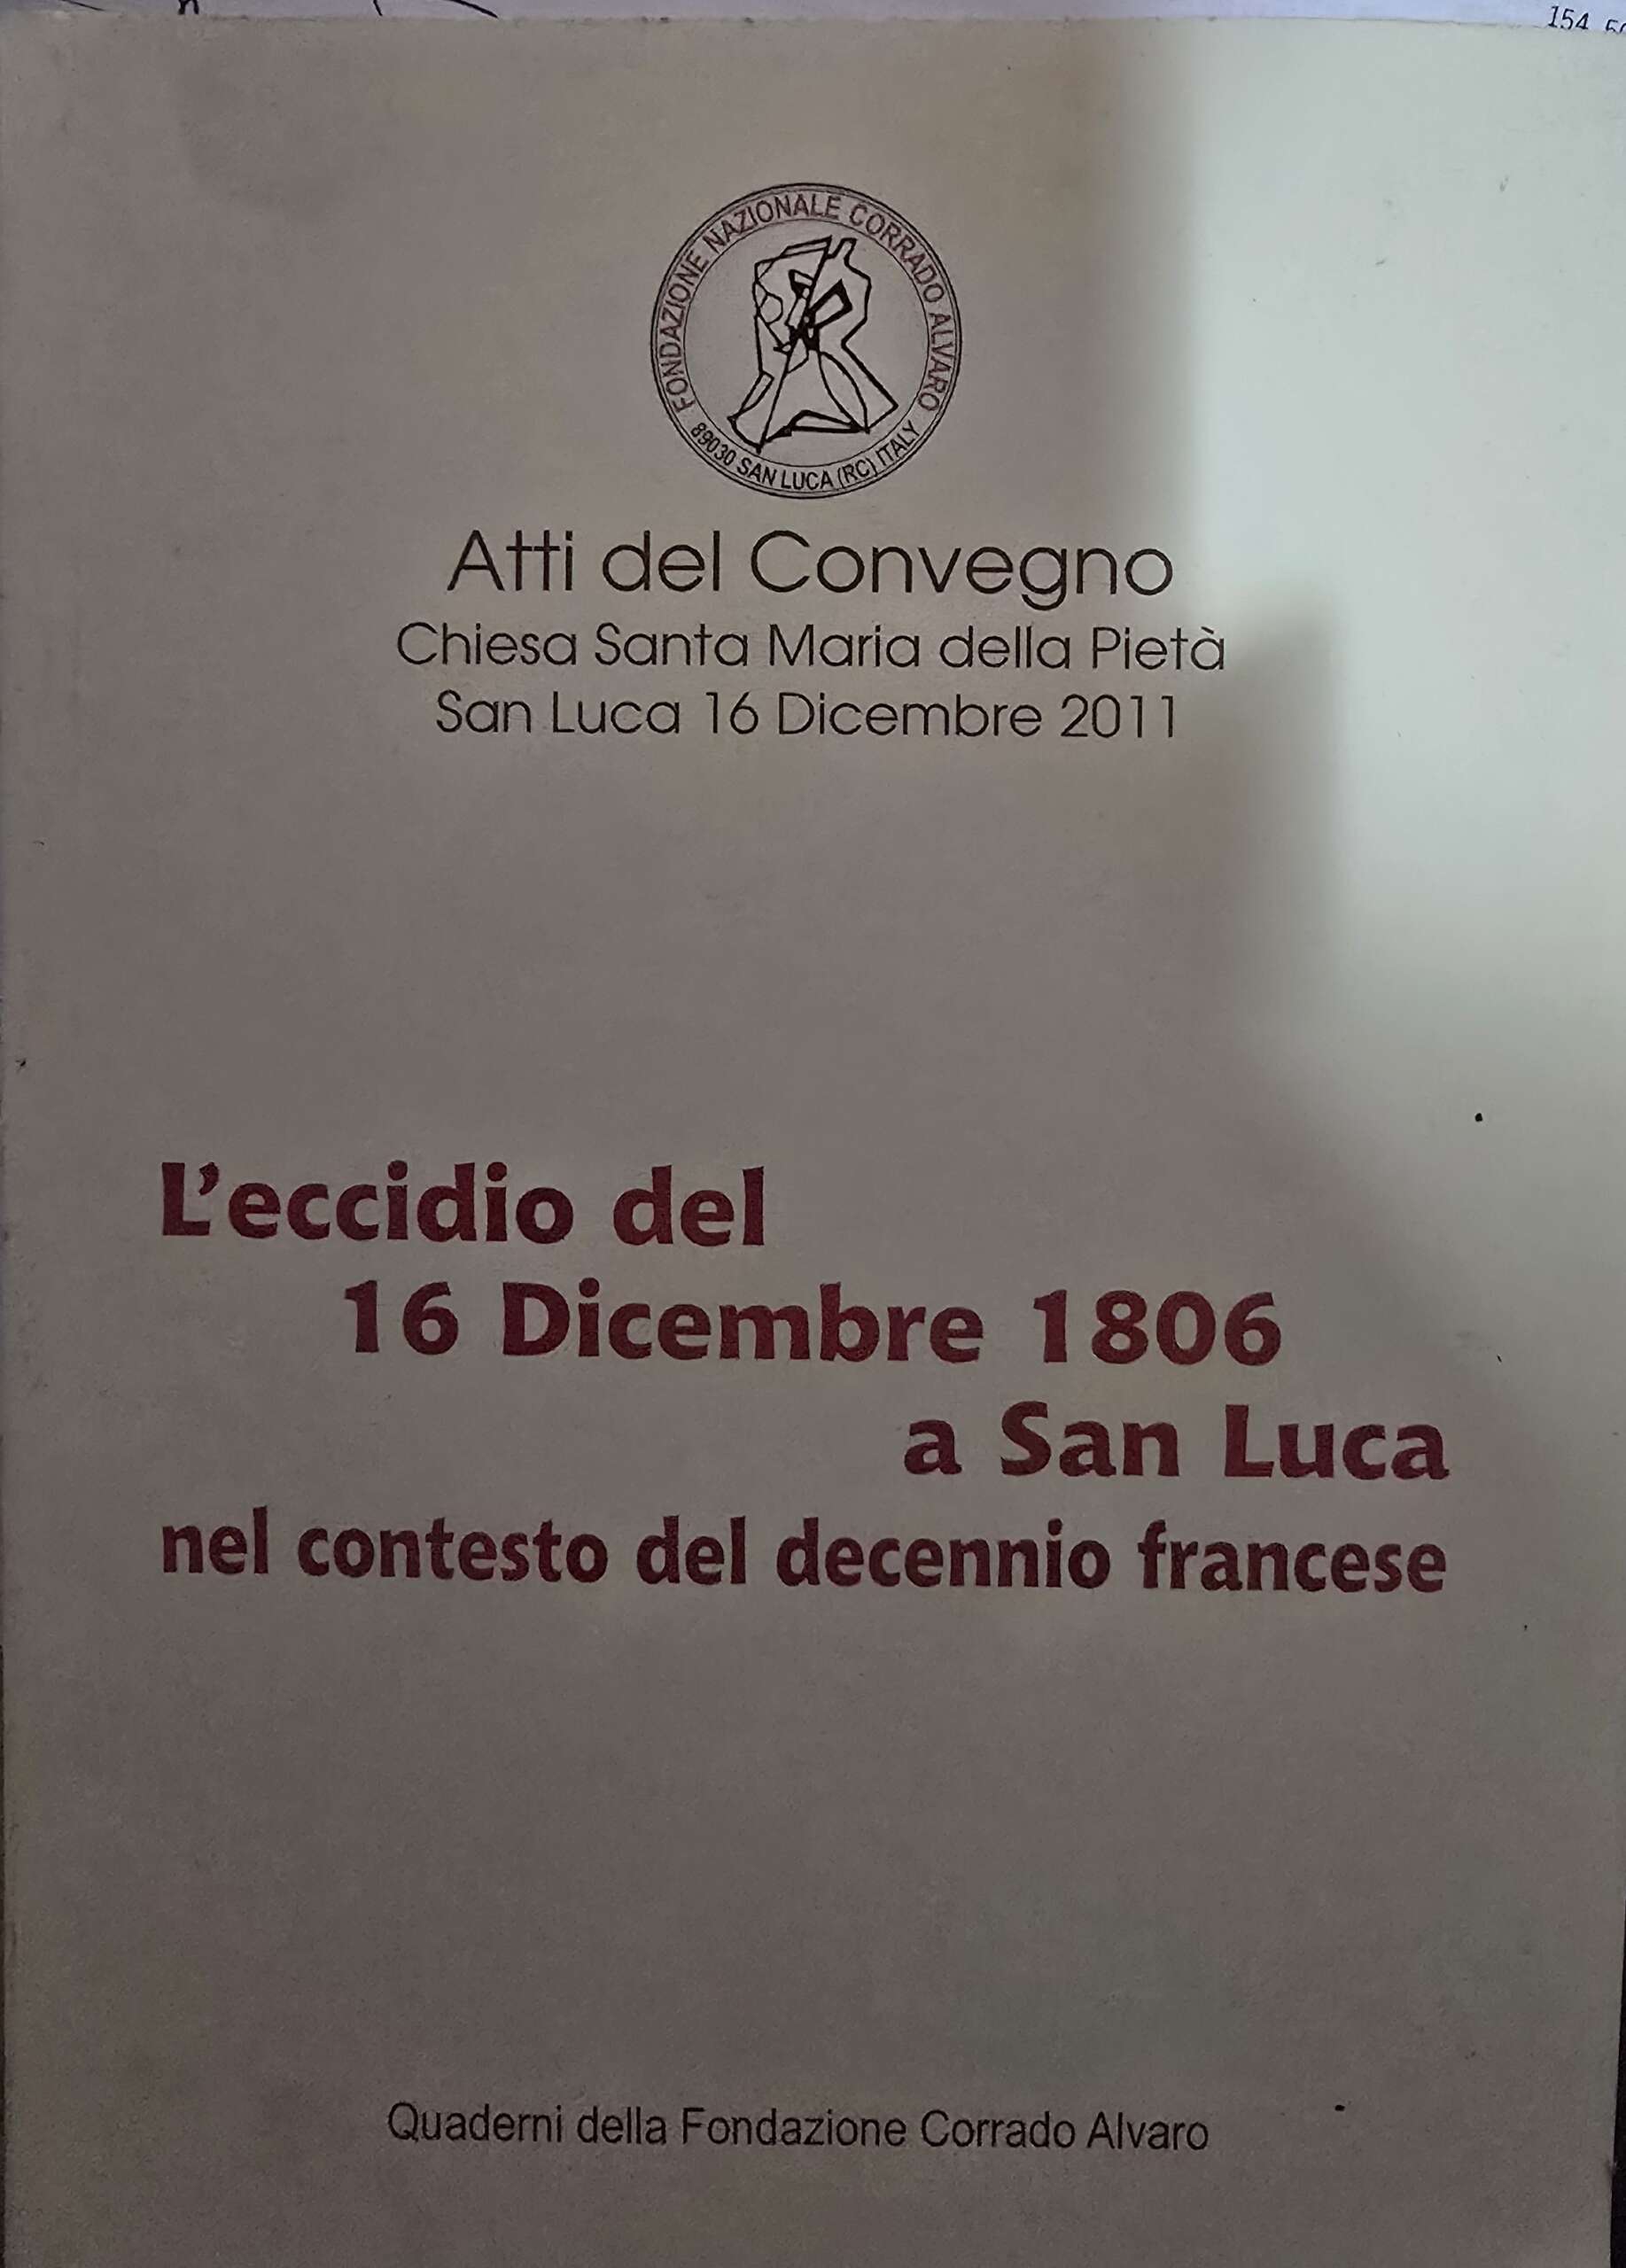 154
FONDAZIONE NAZIONALE CORRADO ALVARO
89030 SAN LUCA (RC) ITALY
Atti del Convegno
Chiesa Santa Maria della Pietà
San Luca 16 Dicembre 2011
L'eccidio del
16 Dicembre 1806
a San Luca
nel contesto del decennio francese
Quaderni della Fondazione Corrado Alvaro